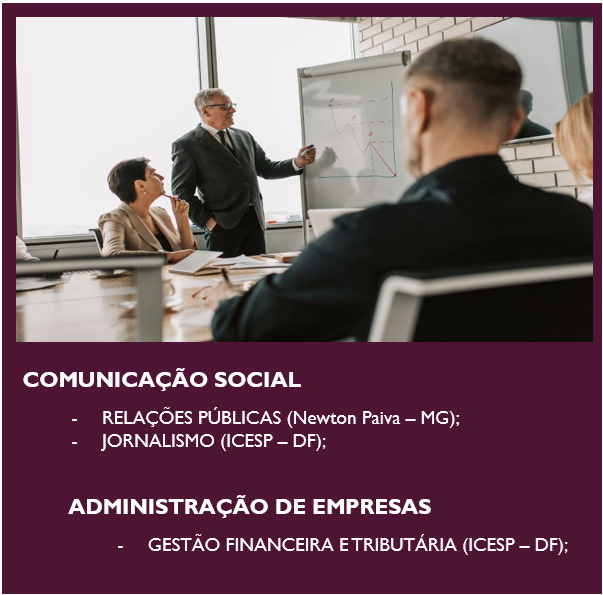 COMUNICAÇÃO SOCIAL
- RELAÇÕES PÚBLICAS (Newton Paiva – MG);
- JORNALISMO (ICESP – DF);
ADMINISTRAÇÃO DE EMPRESAS
- GESTÃO FINANCEIRA E TRIBUTÁRIA (ICESP – DF);